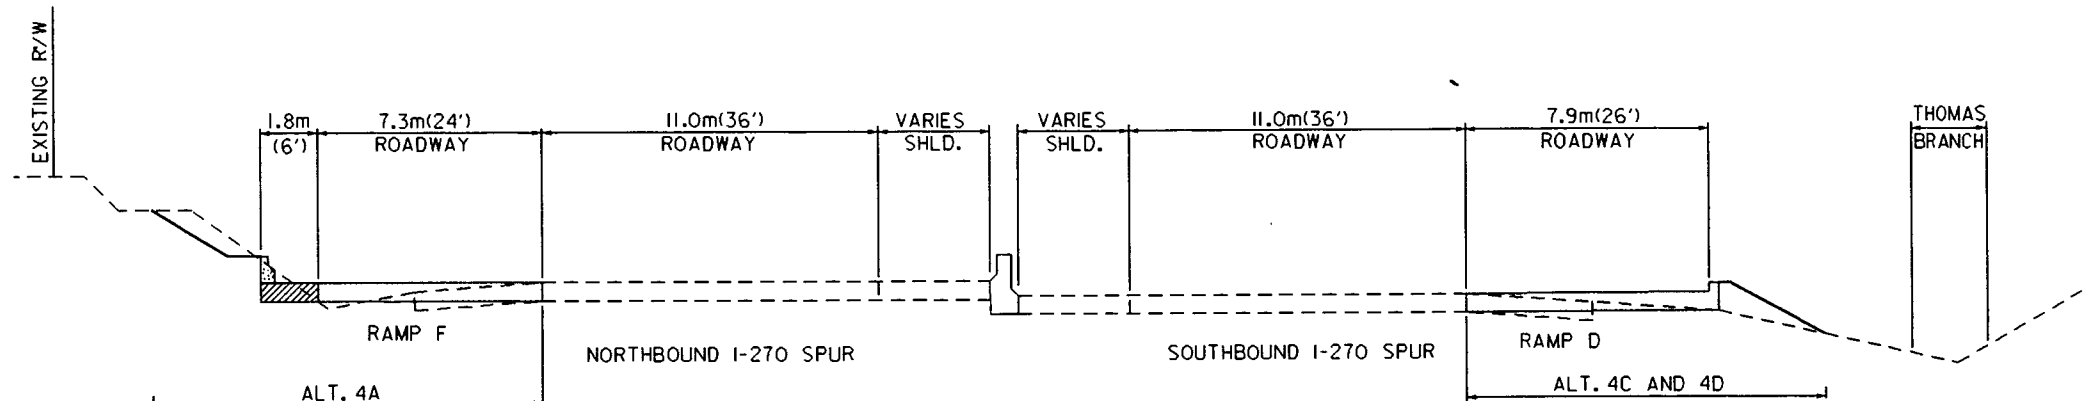 EXISTING R/W
1.8m
(6')
7.3m(24')
ROADWAY
11.0m(36')
ROADWAY
VARIES
SHLD.
VARIES
SHLD.
11.0m(36')
ROADWAY
7.9m(26')
ROADWAY
THOMAS
BRANCH
RAMP F
NORTHBOUND I-270 SPUR
SOUTHBOUND I-270 SPUR
RAMP D
ALT. 4A
ALT. 4C AND 4D